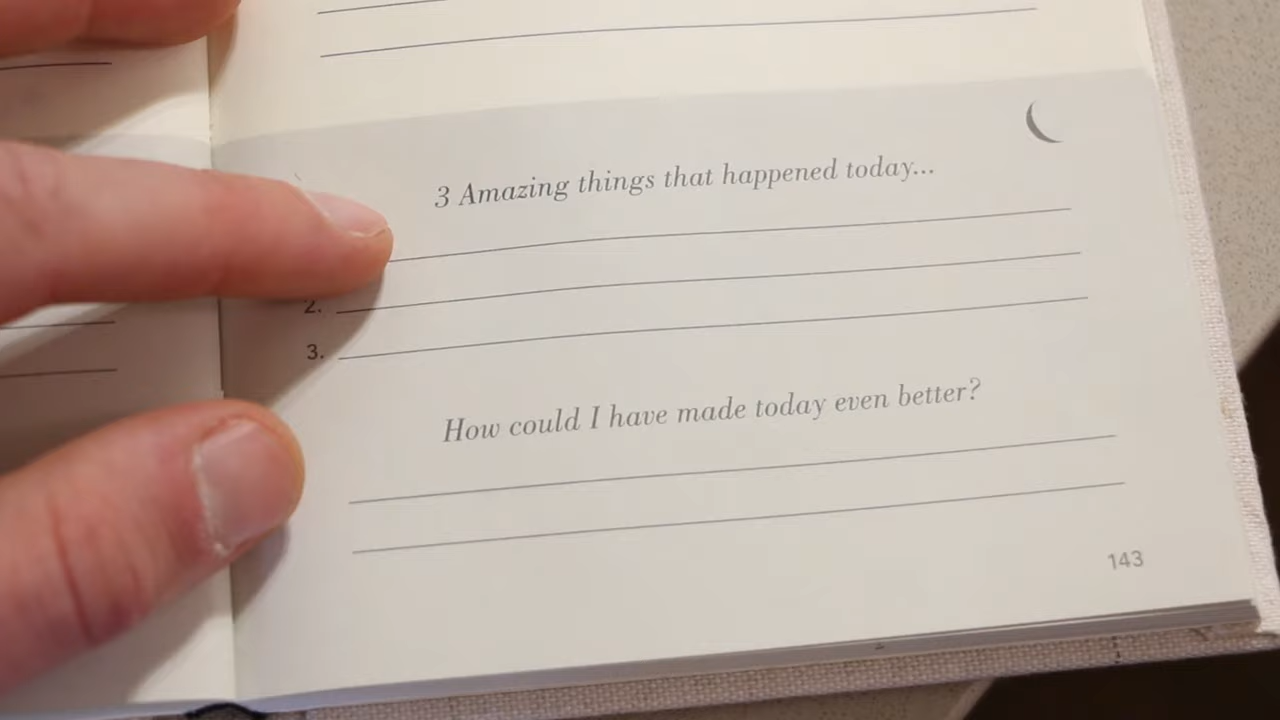 3 Amazing things that happened today...
2.
3.
How could I have made today even better?
143